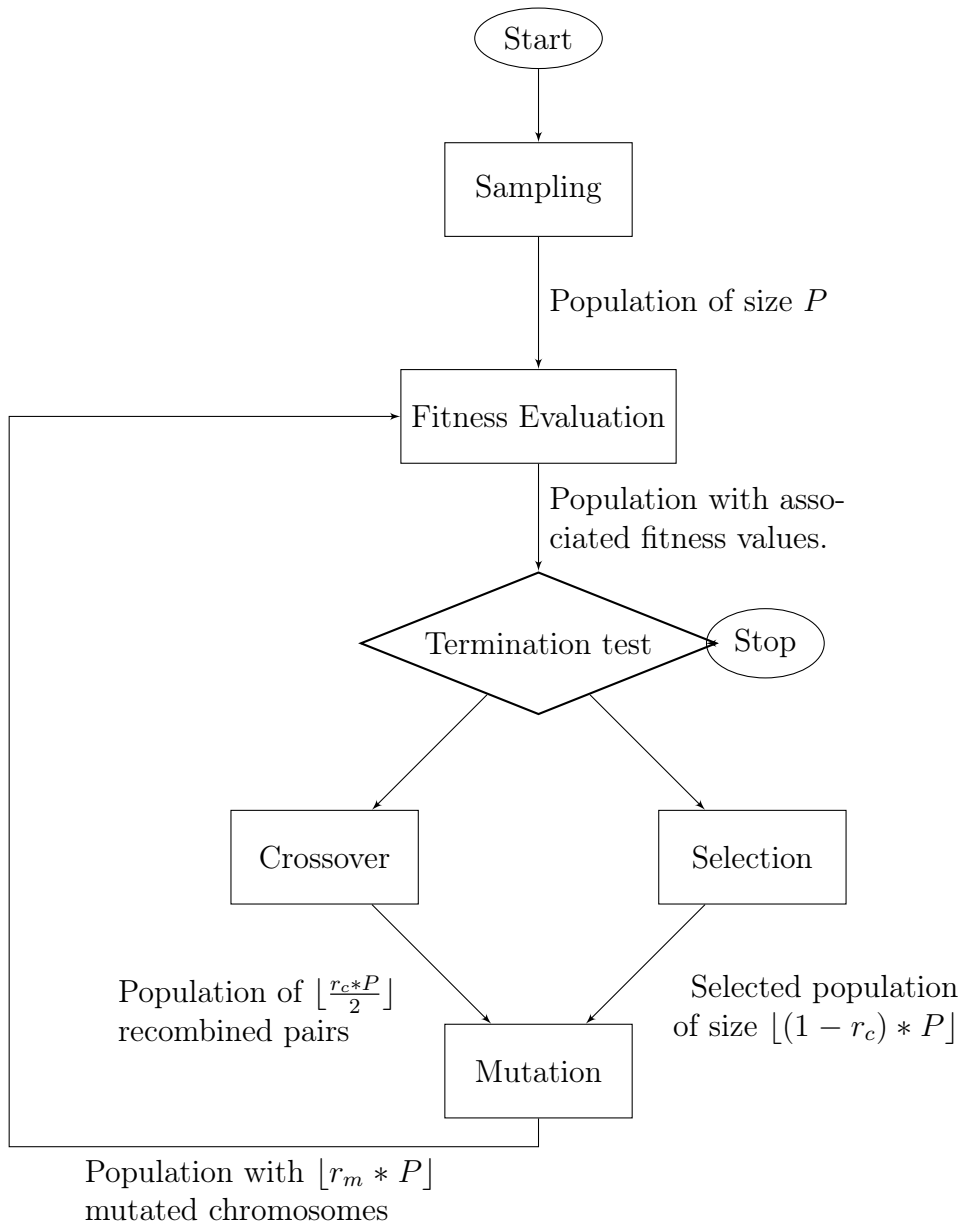 Start
Sampling
Population of size P
Fitness Evaluation
Population with asso-
ciated fitness values.
Termination test
Stop
Crossover
Selection
Population of ⌊\frac{r_c*P}{2}⌋
recombined pairs
Selected population
of size ⌊(1 − r_c) ∗ P⌋
Mutation
Population with ⌊r_m ∗ P⌋
mutated chromosomes